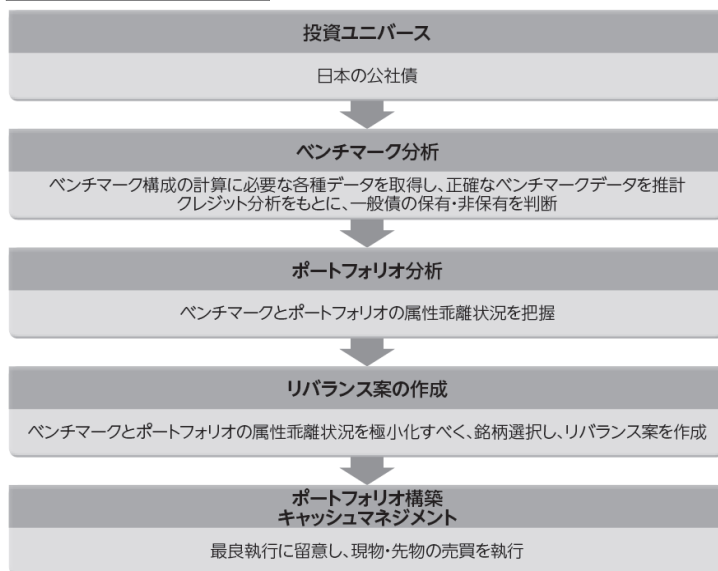 投資ユニバース
日本の公社債
ベンチマーク分析
ベンチマーク構成の計算に必要な各種データを取得し、正確なベンチマークデータを推計
クレジット分析をもとに、一般債の保有・非保有を判断
ポートフォリオ分析
ベンチマークとポートフォリオの属性乖離状況を把握
リバランス案の作成
ベンチマークとポートフォリオの属性乖離状況を極小化すべく、銘柄選択し、リバランス案を作成
ポートフォリオ構築
キャッシュマネジメント
最良執行に留意し、現物・先物の売買を執行